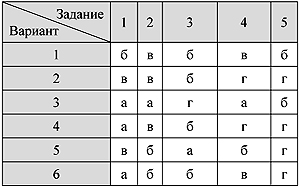 Задание
Вариант
1 2 3 4 5
1 б в б в б
2 в в б г г
3 а а г а б
4 а в б г г
5 в б а б г
6 а б б в г